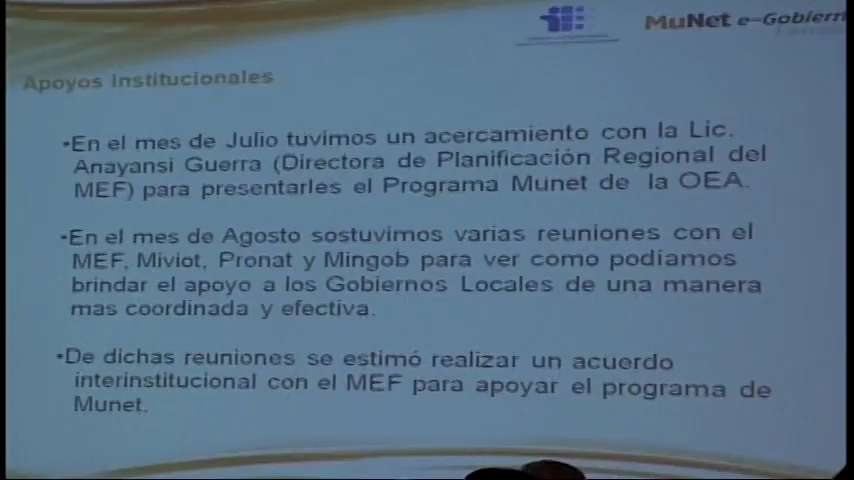 MuNet e-Gobierno
Apoyos Institucionales
•En el mes de Julio tuvimos un acercamiento con la Lic.
Anayansi Guerra (Directora de Planificación Regional del
MEF) para presentarles el Programa Munet de la OEA.
•En el mes de Agosto sostuvimos varias reuniones con el
MEF, Miviot, Pronat y Mingob para ver como podíamos
brindar el apoyo a los Gobiernos Locales de una manera
mas coordinada y efectiva.
•De dichas reuniones se estimó realizar un acuerdo
interinstitucional con el MEF para apoyar el programa de
Munet.